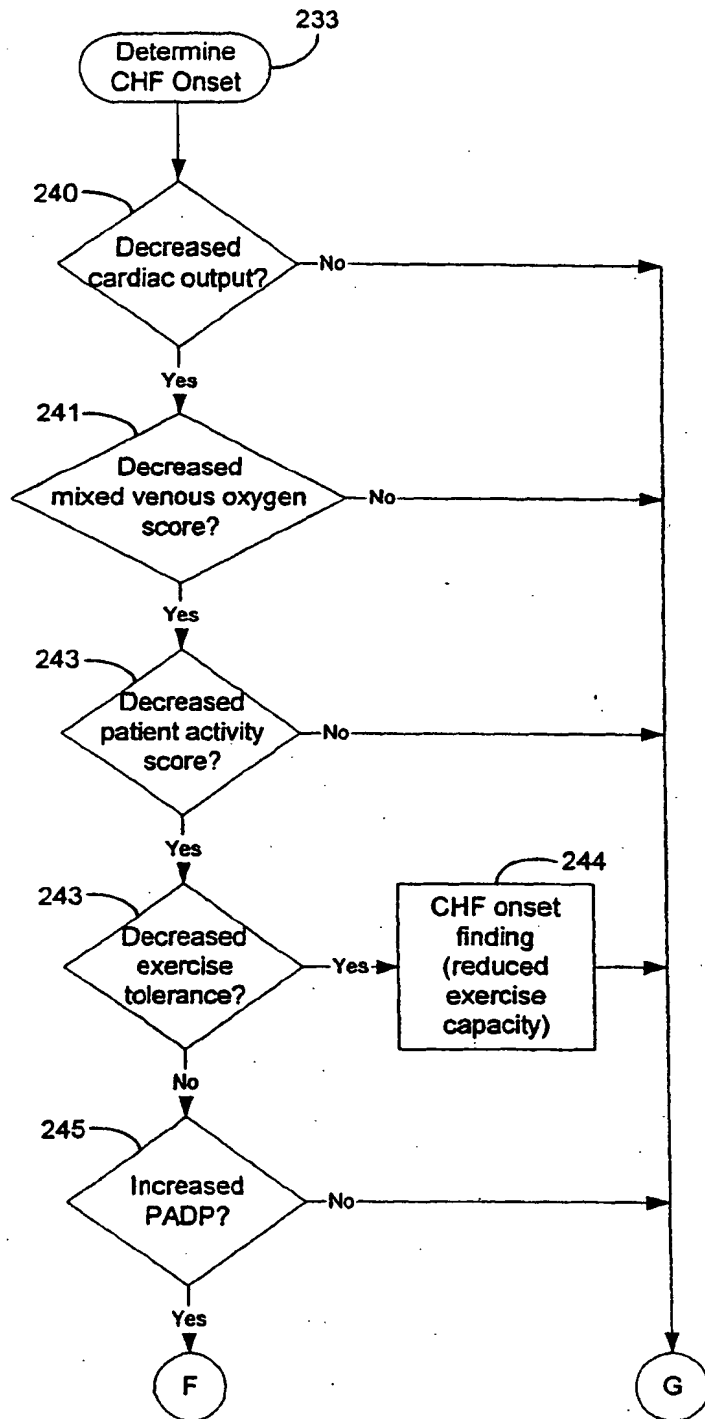 233
Determine
CHF Onset
240
Decreased
cardiac output?
No
Yes
241
Decreased
mixed venous oxygen
score?
No
Yes
243
Decreased
patient activity
score?
No
Yes
243
Decreased
exercise
tolerance?
Yes
244
CHF onset
finding
(reduced
exercise
capacity)
No
245
Increased
PADP?
No
Yes
F
G